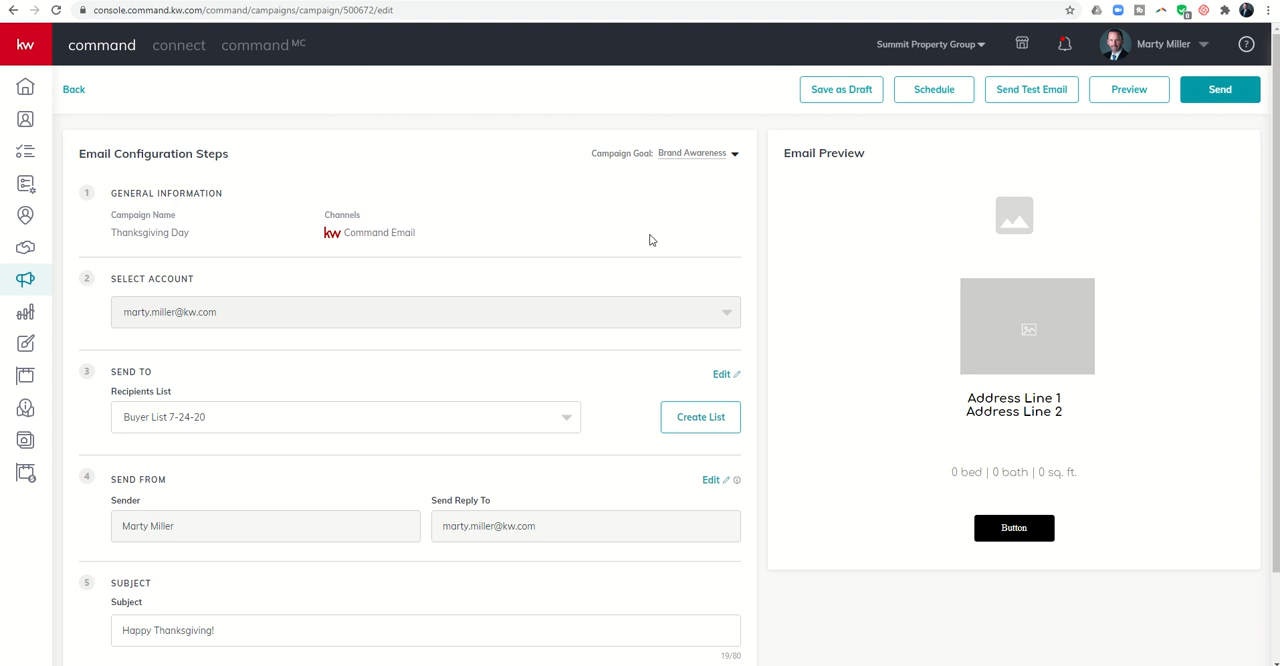 console.command.kw.com/command/campaigns/campaign/500672/edit
kw command connect command MC Summit Property Group Marty Miller ?
Back Save as Draft Schedule Send Test Email Preview Send
Email Configuration Steps Campaign Goal: Brand Awareness
1 GENERAL INFORMATION
Campaign Name Channels
Thanksgiving Day kw Command Email
2 SELECT ACCOUNT
marty.miller@kw.com
3 SEND TO Edit
Recipients List
Buyer List 7-24-20 Create List
4 SEND FROM Edit
Sender Send Reply To
Marty Miller marty.miller@kw.com
5 SUBJECT
Subject
Happy Thanksgiving!
19/80
Email Preview
Address Line 1
Address Line 2
0 bed | 0 bath | 0 sq. ft.
Button